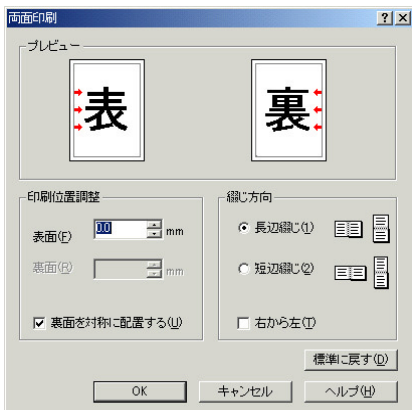 両面印刷
プレビュー
表
裏
印刷位置調整
表面(F) 0.0 mm
裏面(R) mm
裏面を対称に配置する(U)
綴じ方向
長辺綴じ(1)
短辺綴じ(2)
右から左(T)
標準に戻す(D)
OK キャンセル ヘルプ(H)